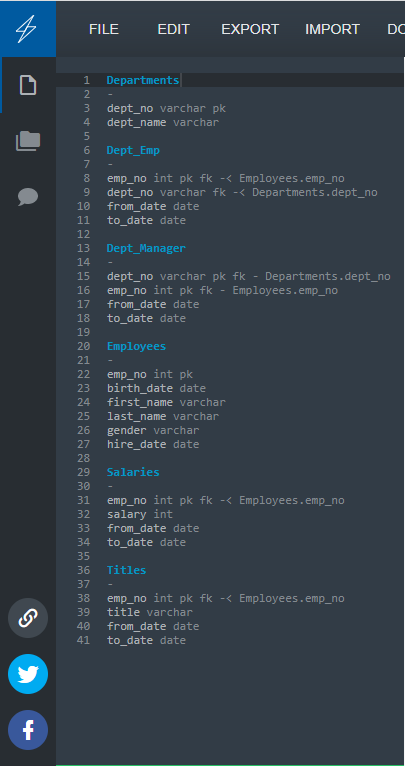 FILE EDIT EXPORT IMPORT DO
1 Departments
2 -
3 dept_no varchar pk
4 dept_name varchar
5
6 Dept_Emp
7 -
8 emp_no int pk fk -< Employees.emp_no
9 dept_no varchar fk -< Departments.dept_no
10 from_date date
11 to_date date
12
13 Dept_Manager
14 -
15 dept_no varchar pk fk - Departments.dept_no
16 emp_no int pk fk - Employees.emp_no
17 from_date date
18 to_date date
19
20 Employees
21 -
22 emp_no int pk
23 birth_date date
24 first_name varchar
25 last_name varchar
26 gender varchar
27 hire_date date
28
29 Salaries
30 -
31 emp_no int pk fk -< Employees.emp_no
32 salary int
33 from_date date
34 to_date date
35
36 Titles
37 -
38 emp_no int pk fk -< Employees.emp_no
39 title varchar
40 from_date date
41 to_date date